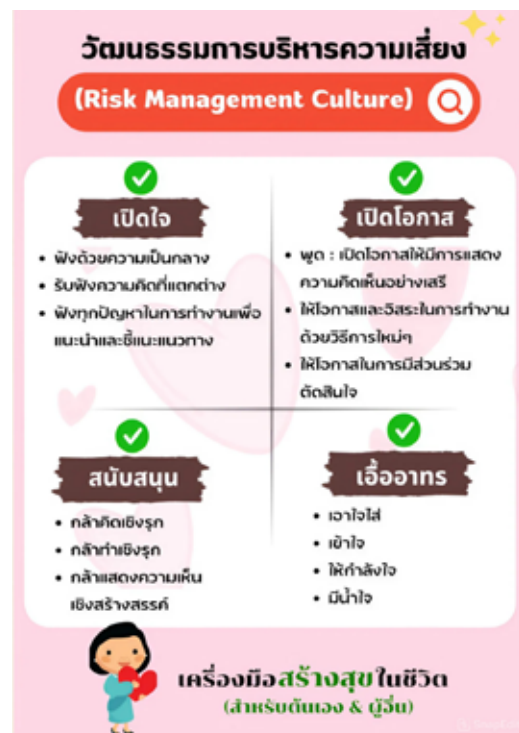 วัฒนธรรมการบริหารความเสี่ยง
(Risk Management Culture)
เปิดใจ
• ฟังด้วยความเป็นกลาง
• รับฟังความคิดที่แตกต่าง
• ฟังทุกปัญหาในการทำงานเพื่อ
แนะนำและชี้แนะแนวทาง
เปิดโอกาส
• พูด : เปิดโอกาสให้มีการแสดง
ความคิดเห็นอย่างเสรี
• ให้โอกาสและอิสระในการทำงาน
ด้วยวิธีการใหม่ๆ
• ให้โอกาสในการมีส่วนร่วม
ตัดสินใจ
สนับสนุน
• กล้าคิดเชิงรุก
• กล้าทำเชิงรุก
• กล้าแสดงความเห็น
เชิงสร้างสรรค์
เอื้ออาทร
• เอาใจใส่
• เข้าใจ
• ให้กำลังใจ
• มีน้ำใจ
เครื่องมือสร้างสุขในชีวิต
(สำหรับตนเอง & ผู้อื่น)